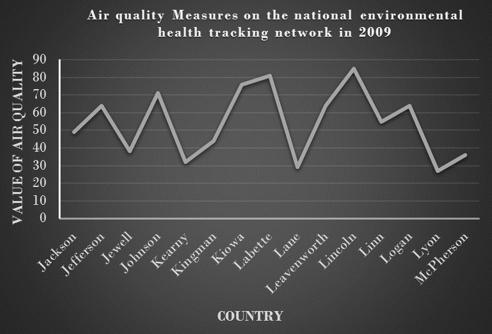 Air quality Measures on the national environmental
health tracking network in 2009
VALUE OF AIR QUALITY
90
80
70
60
50
40
30
20
10
0
Jackson
Jefferson
Jewell
Johnson
Kearny
Kingman
Kiowa
Labette
Lane
Leavenworth
Lincoln
Linn
Logan
Lyon
McPherson
COUNTRY